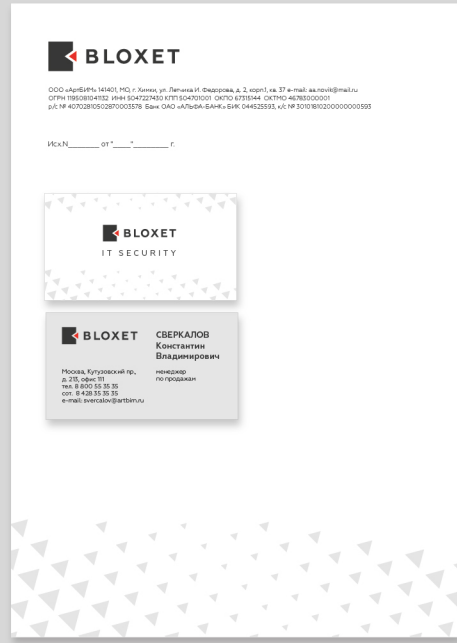 BLOXET
ООО «АртБИМ» 141401, МО, г. Химки, ул. Летчика И. Федорова, д. 2, корп.1, кв. 37 e-mail: aa.novik@mail.ru
ОГРН 1195081041132 ИНН 5047227430 КПП 504701001 ОКПО 67315144 ОКТМО 46783000001
р/с № 40702810502870003578 Банк ОАО «АЛЬФА-БАНК» БИК 044525593, к/с № 30101810200000000593
Исх.N________ от "____"________ г.
BLOXET
IT SECURITY
BLOXET
СВЕРКАЛОВ
Константин
Владимирович
Москва, Кутузовский пр.,
д. 213, офис 111
тел. 8 800 55 35 35
сот. 8 428 35 35 35
e-mail: svercalov@artbim.ru
менеджер
по продажам